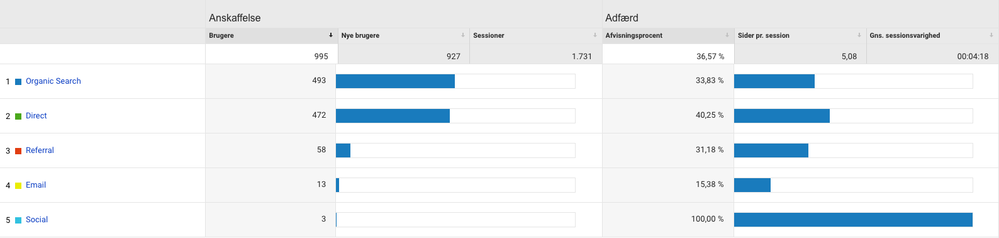 Anskaffelse Adfærd
Brugere Nye brugere Sessioner Afvisningsprocent Sider pr. session Gns. sessionsvarighed
995 927 1.731 36,57 % 5,08 00:04:18
1 Organic Search 493 33,83 %
2 Direct 472 40,25 %
3 Referral 58 31,18 %
4 Email 13 15,38 %
5 Social 3 100,00 %